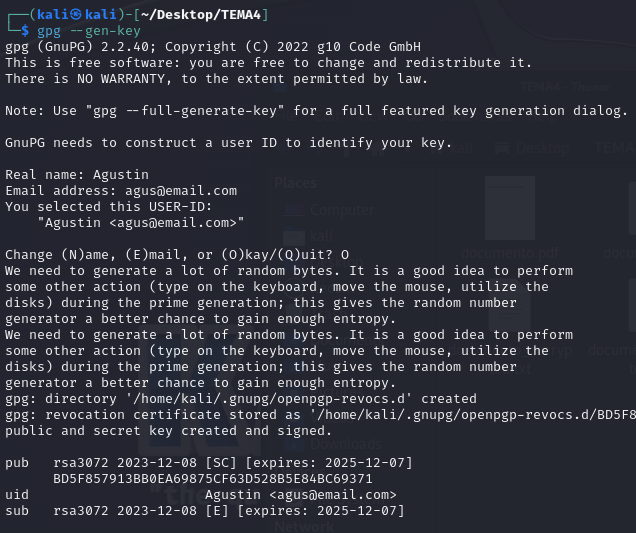 ┌──(kali㉿kali)-[~/Desktop/TEMA4]
└─$ gpg --gen-key
gpg (GnuPG) 2.2.40; Copyright (C) 2022 g10 Code GmbH
This is free software: you are free to change and redistribute it.
There is NO WARRANTY, to the extent permitted by law.

Note: Use "gpg --full-generate-key" for a full featured key generation dialog.

GnuPG needs to construct a user ID to identify your key.

Real name: Agustin
Email address: agus@email.com
You selected this USER-ID:
    "Agustin <agus@email.com>"

Change (N)ame, (E)mail, or (O)kay/(Q)uit? O
We need to generate a lot of random bytes. It is a good idea to perform
some other action (type on the keyboard, move the mouse, utilize the
disks) during the prime generation; this gives the random number
generator a better chance to gain enough entropy.
We need to generate a lot of random bytes. It is a good idea to perform
some other action (type on the keyboard, move the mouse, utilize the
disks) during the prime generation; this gives the random number
generator a better chance to gain enough entropy.
gpg: directory '/home/kali/.gnupg/openpgp-revocs.d' created
gpg: revocation certificate stored as '/home/kali/.gnupg/openpgp-revocs.d/BD5F8
public and secret key created and signed.

pub   rsa3072 2023-12-08 [SC] [expires: 2025-12-07]
      BD5F857913BB0EA69875CF63D528B5E84BC69371
uid                      Agustin <agus@email.com>
sub   rsa3072 2023-12-08 [E] [expires: 2025-12-07]
Places
Computer
kali
Desktop
documento.pdf
Downloads
Network